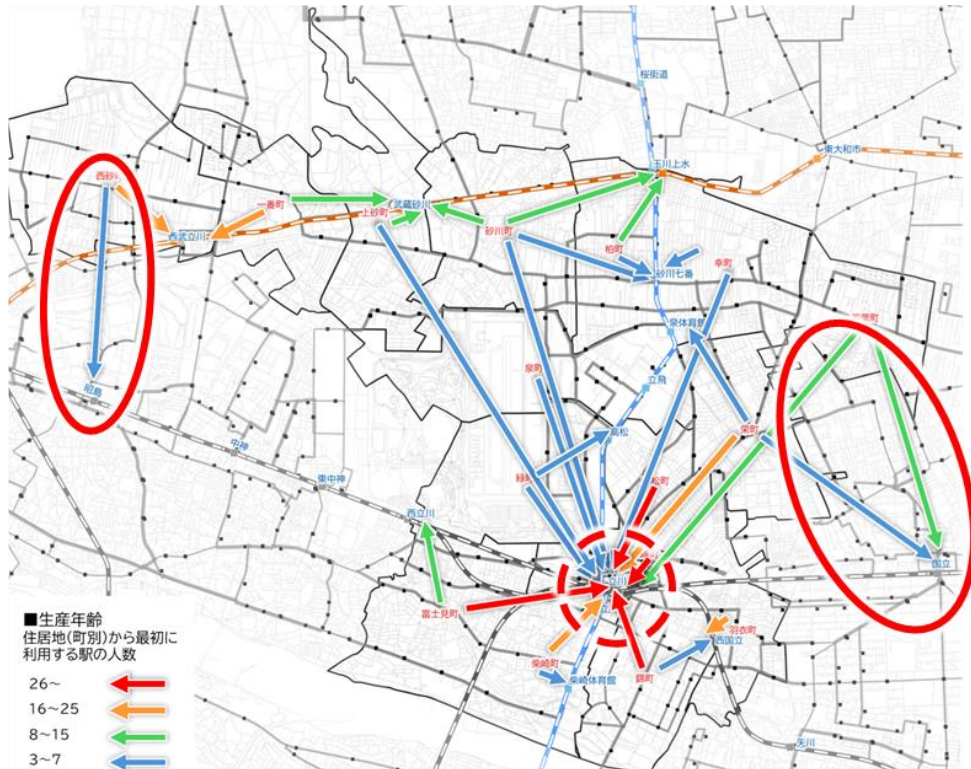 桜街道
玉川上水
東大和市
西砂
一番町
上砂町
武蔵砂川
砂川町
西武立川
柏町
砂川七番
幸町
泉体育館
泉町
立飛
昭島
高松
栄町
中神
東中神
緑町
松町
西立川
立川
国立
富士見町
羽衣町
西国立
柴崎町
柴崎体育館
錦町
矢川
■生産年齢
住居地(町別)から最初に
利用する駅の人数
26~
16~25
8~15
3~7